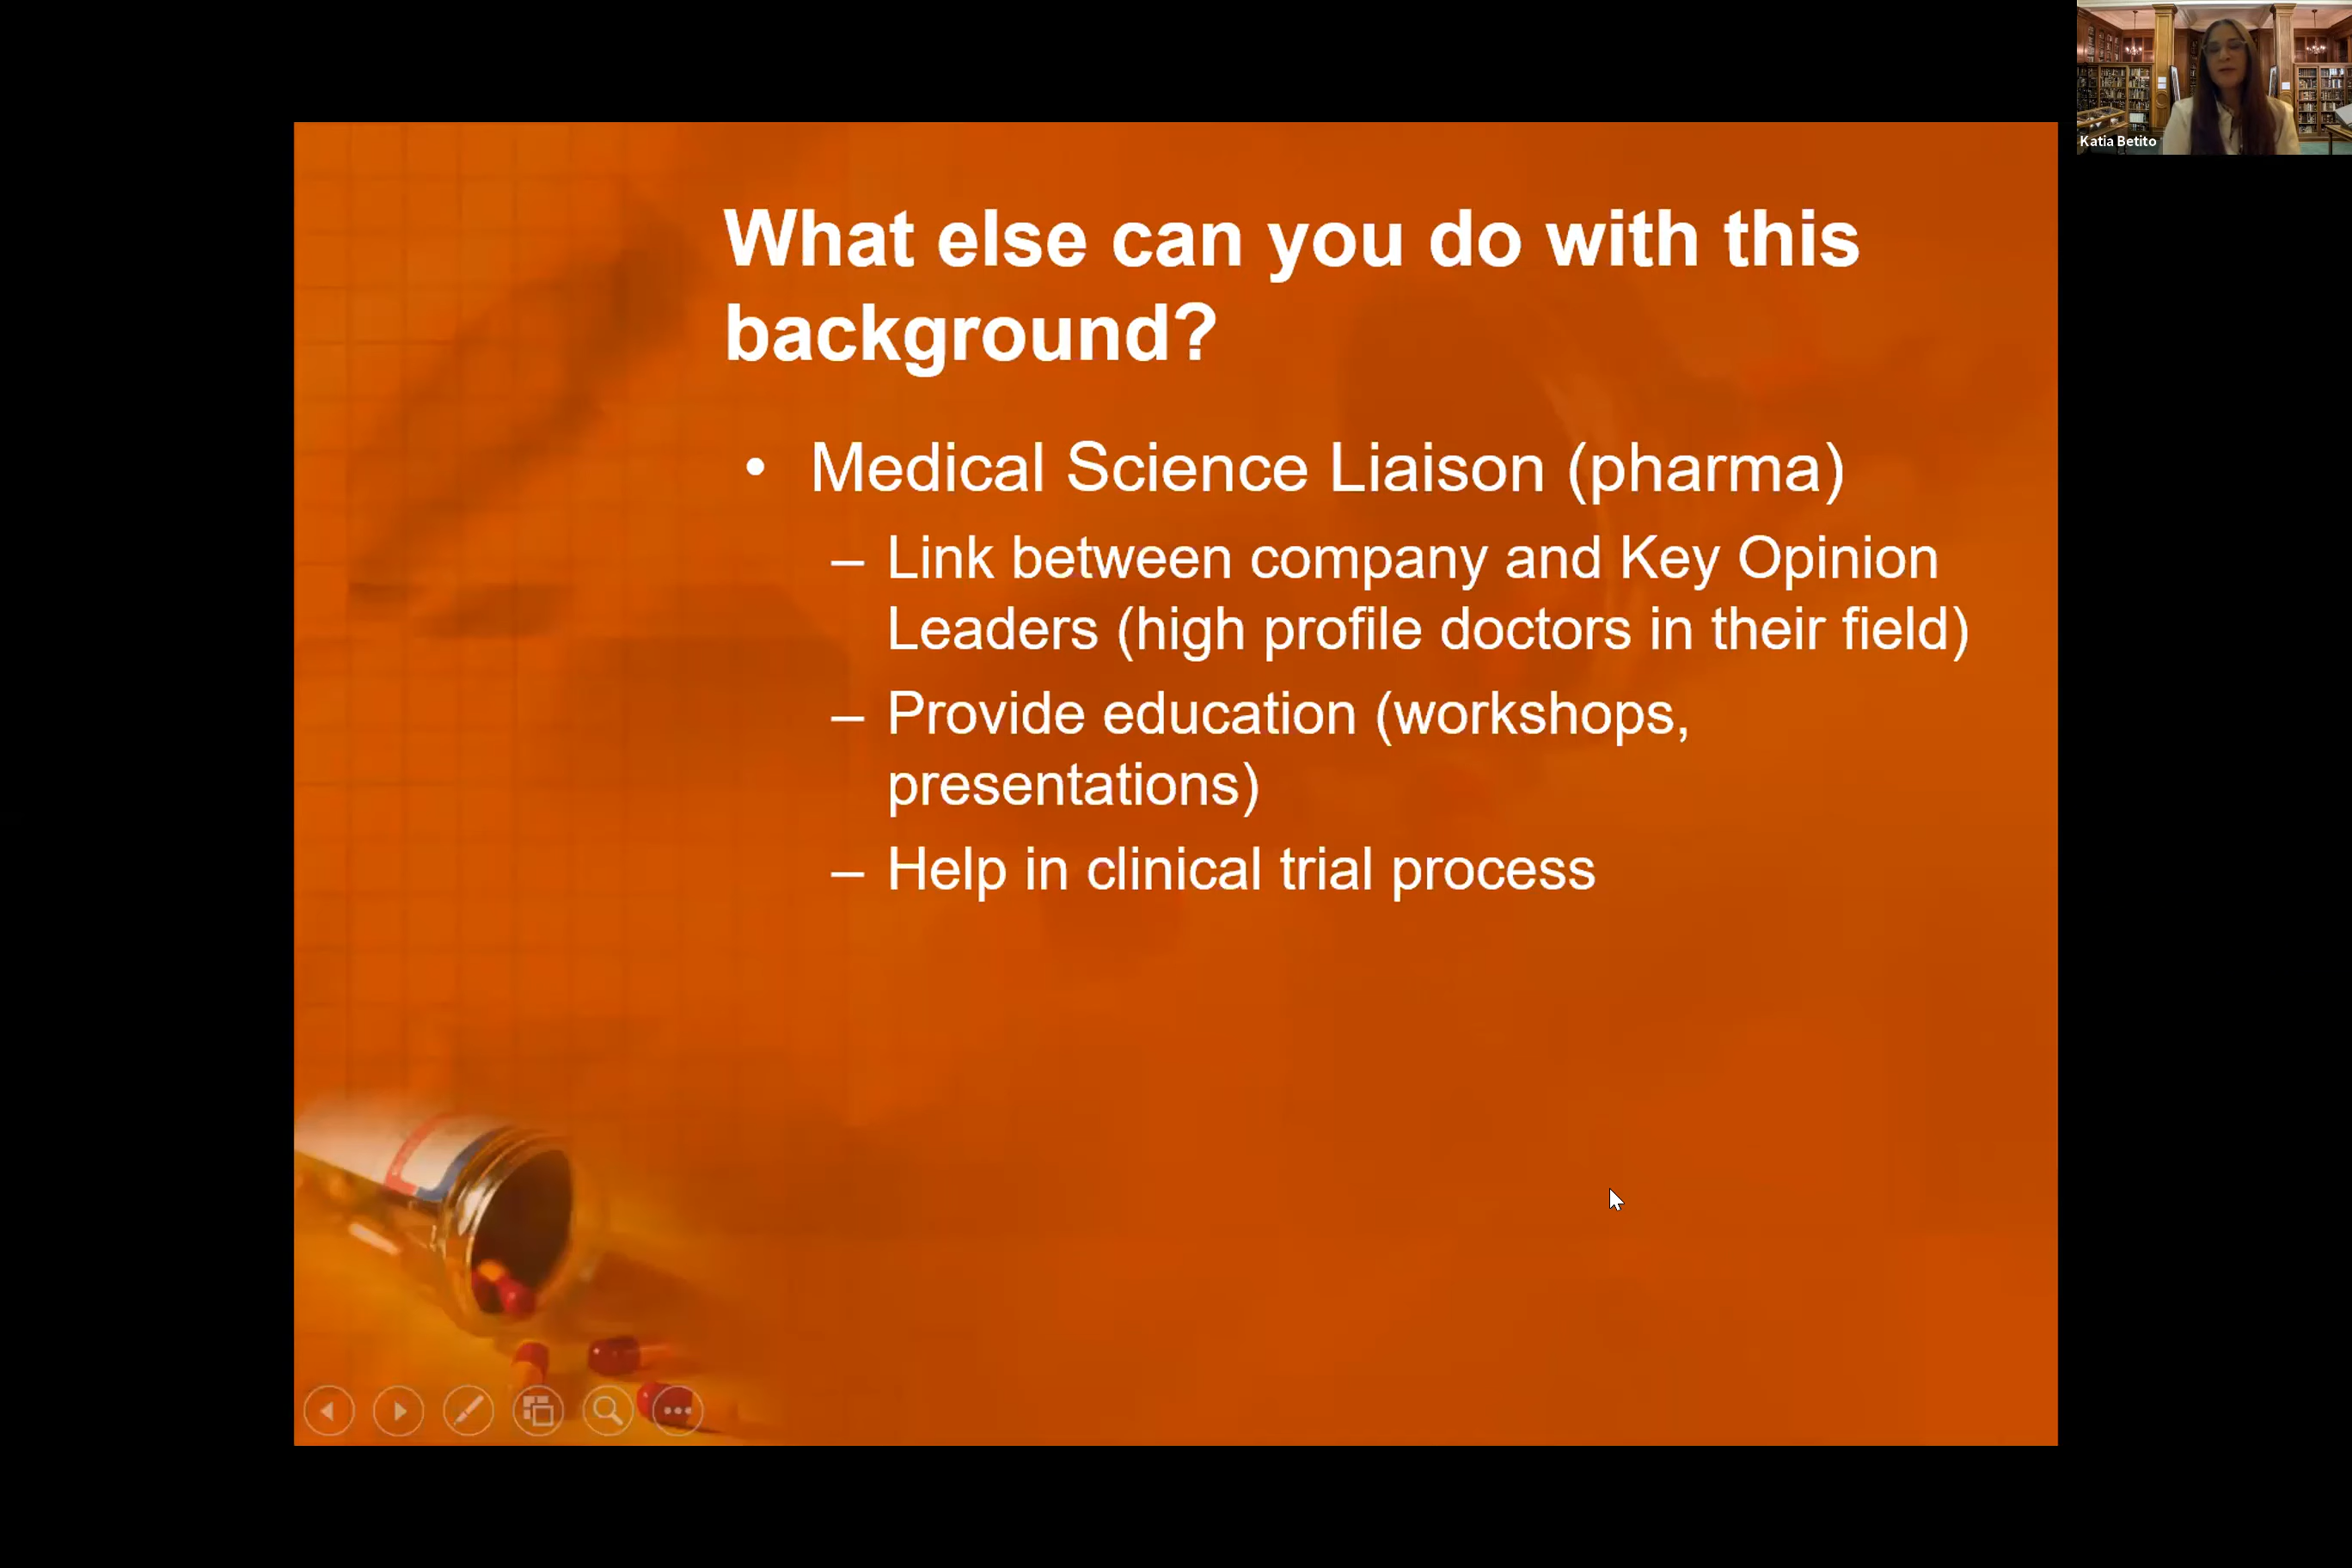 Katia Betito
What else can you do with this
background?
• Medical Science Liaison (pharma)
– Link between company and Key Opinion
Leaders (high profile doctors in their field)
– Provide education (workshops,
presentations)
– Help in clinical trial process